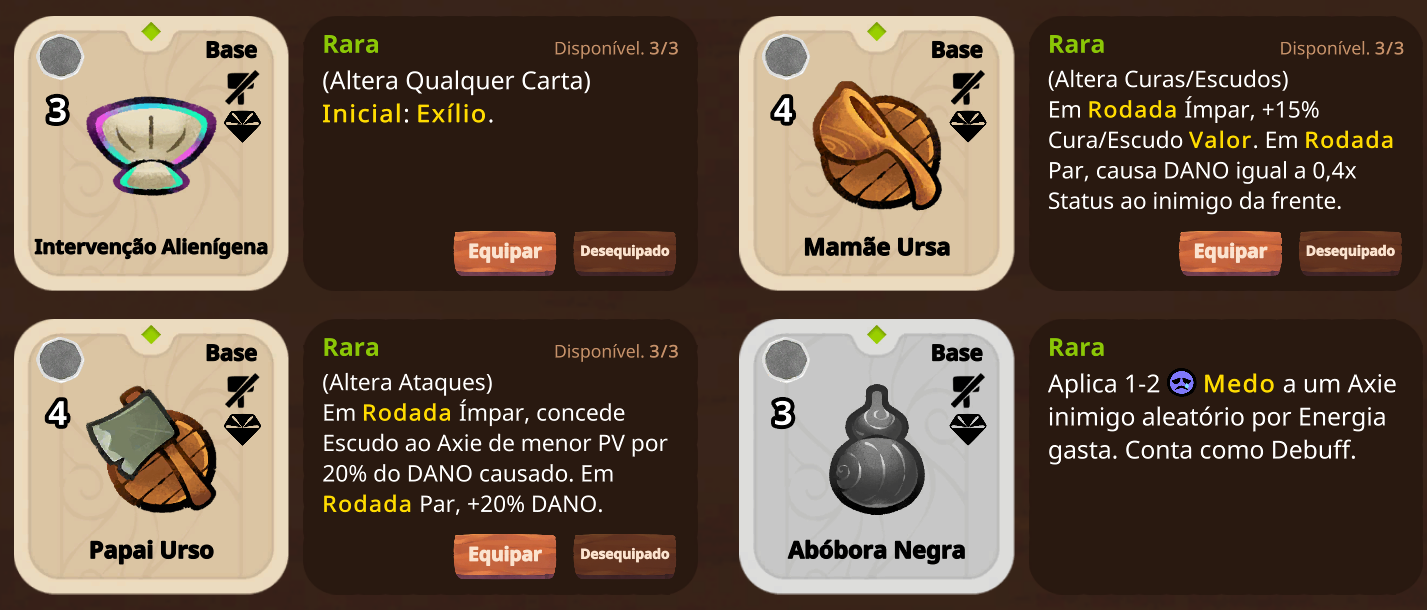 Base
3
Intervenção Alienígena
Rara
Disponível. 3/3
(Altera Qualquer Carta)
Inicial: Exílio.
Equipar
Desequipado
Base
4
Mamãe Ursa
Rara
Disponível. 3/3
(Altera Curas/Escudos)
Em Rodada Ímpar, +15%
Cura/Escudo Valor. Em Rodada
Par, causa DANO igual a 0,4x
Status ao inimigo da frente.
Equipar
Desequipado
Base
4
Papai Urso
Rara
Disponível. 3/3
(Altera Ataques)
Em Rodada Ímpar, concede
Escudo ao Axie de menor PV por
20% do DANO causado. Em
Rodada Par, +20% DANO.
Equipar
Desequipado
Base
3
Abóbora Negra
Rara
Aplica 1-2 Medo a um Axie
inimigo aleatório por Energia
gasta. Conta como Debuff.